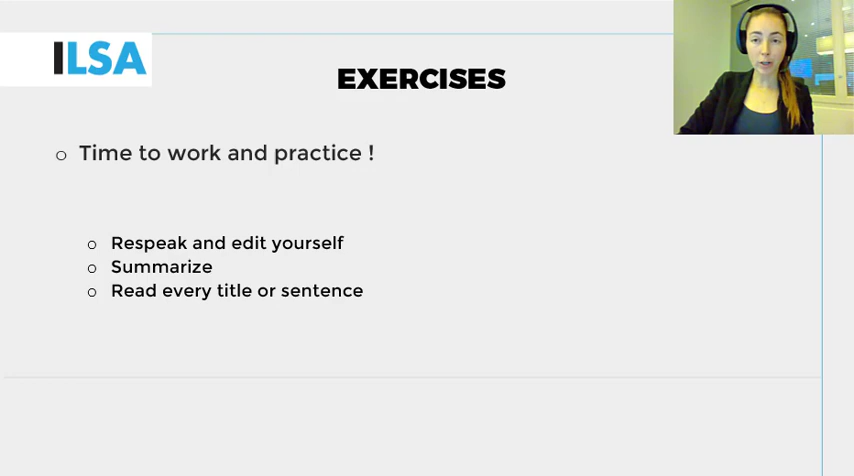 ILSA
EXERCISES
Time to work and practice !
Respeak and edit yourself
Summarize
Read every title or sentence